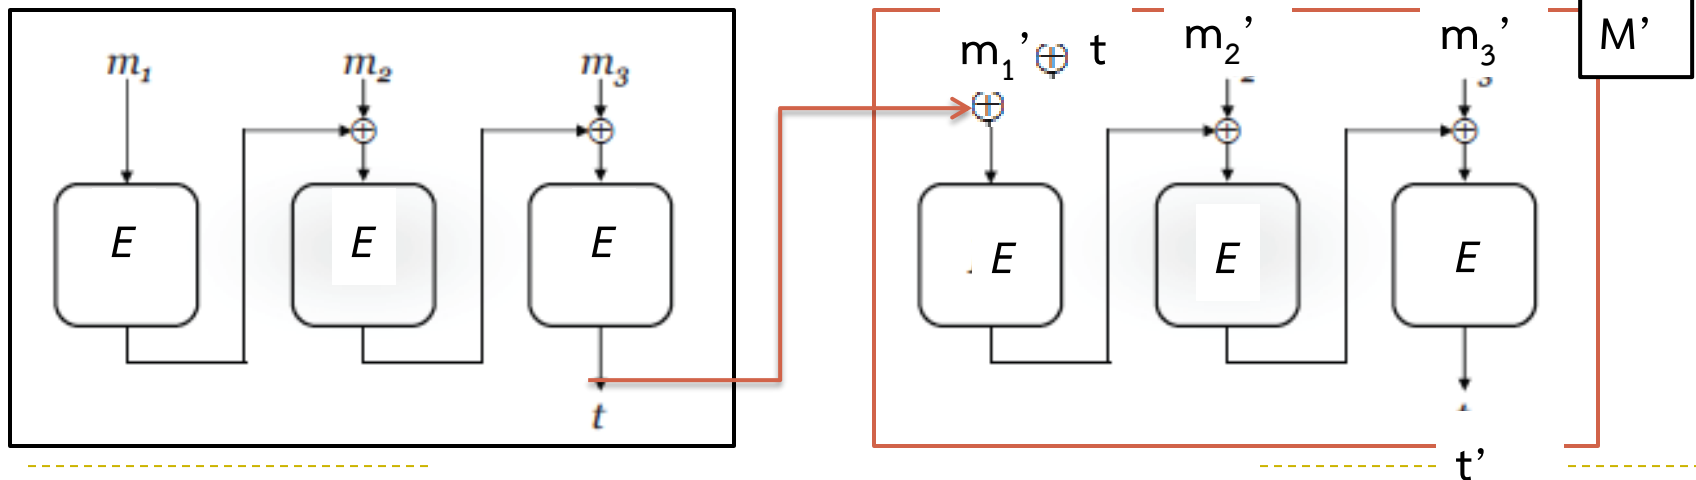 m₁ m₂ m₃
E E E
t
m₁’⊕ t m₂’ m₃’ M’
E E E
t’